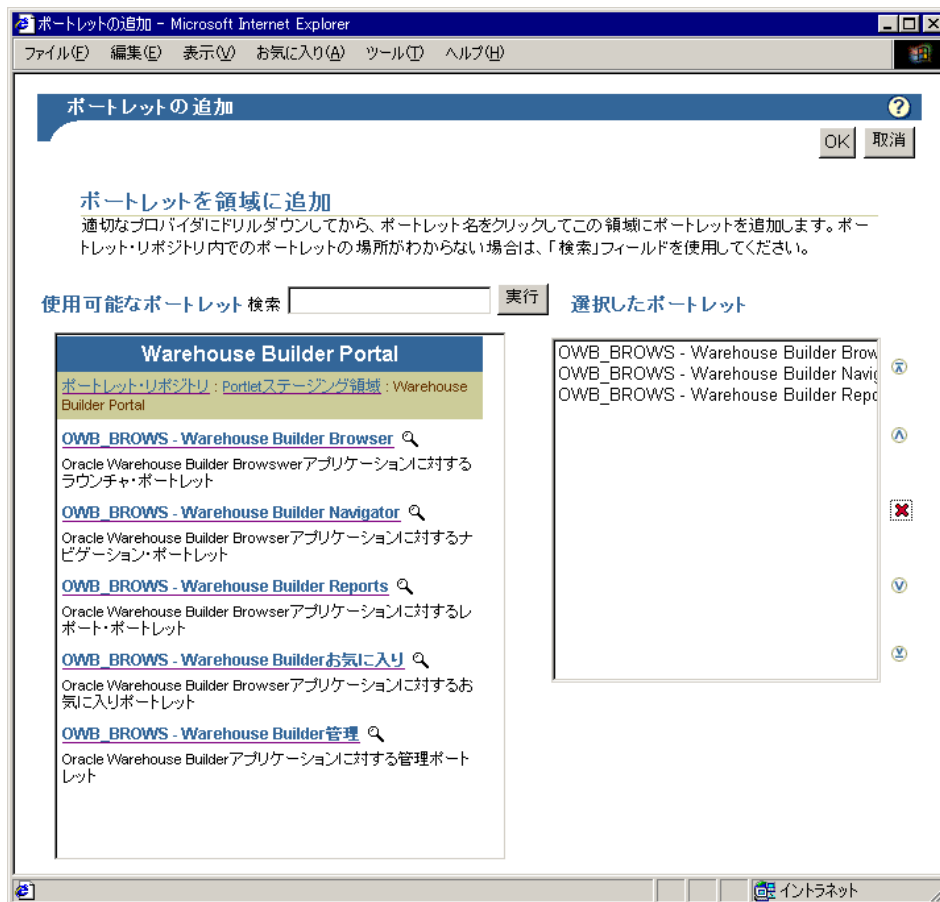 ポートレットの追加 - Microsoft Internet Explorer
ファイル(F) 編集(E) 表示(V) お気に入り(A) ツール(T) ヘルプ(H)
ポートレットの追加
?
OK 取消
ポートレットを領域に追加
適切なプロバイダにドリルダウンしてから、ポートレット名をクリックしてこの領域にポートレットを追加します。ポー
トレット・リポジトリ内でのポートレットの場所がわからない場合は、「検索」フィールドを使用してください。
使用可能なポートレット 検索 実行 選択したポートレット
Warehouse Builder Portal
ポートレット・リポジトリ : Portletステージング領域 : Warehouse
Builder Portal
OWB_BROWS - Warehouse Builder Browser
Oracle Warehouse Builder Browswerアプリケーションに対する
ラウンチャ・ポートレット
OWB_BROWS - Warehouse Builder Navigator
Oracle Warehouse Builder Browserアプリケーションに対するナ
ビゲーション・ポートレット
OWB_BROWS - Warehouse Builder Reports
Oracle Warehouse Builder Browserアプリケーションに対するレ
ポート・ポートレット
OWB_BROWS - Warehouse Builderお気に入り
Oracle Warehouse Builder Browserアプリケーションに対するお
気に入りポートレット
OWB_BROWS - Warehouse Builder管理
Oracle Warehouse Builderアプリケーションに対する管理ポート
レット
OWB_BROWS - Warehouse Builder Brow
OWB_BROWS - Warehouse Builder Navig
OWB_BROWS - Warehouse Builder Repo
イントラネット